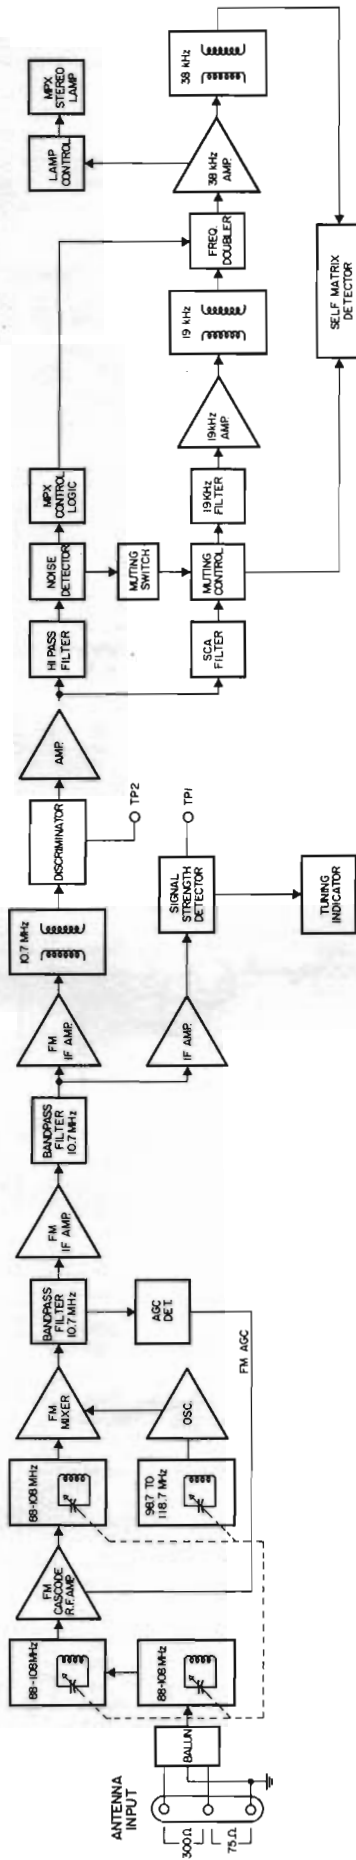 ANTENNA
INPUT
300Ω
75Ω
BALUN
88-108MHz
88-108MHz
FM
CASCODE
R.F. AMP.
88-108MHz
FM
MIXER
98.7 TO
118.7 MHz
OSC.
BANDPASS
FILTER
10.7 MHz
AGC
DET.
FM AGC
FM
IF AMP.
BANDPASS
FILTER
10.7 MHz
FM
IF AMP.
IF AMP.
10.7 MHz
DISCRIMINATOR
TP2
SIGNAL
STRENGTH
DETECTOR
TP1
TUNING
INDICATOR
AMP.
HI PASS
FILTER
NOISE
DETECTOR
MPX
CONTROL
LOGIC
MUTING
SWITCH
SCA
FILTER
MUTING
CONTROL
19KHz
FILTER
19kHz
AMP.
19 kHz
FREQ.
DOUBLER
38 kHz
AMP.
38 kHz
LAMP
CONTROL
MPX
STEREO
LAMP
SELF MATRIX
DETECTOR